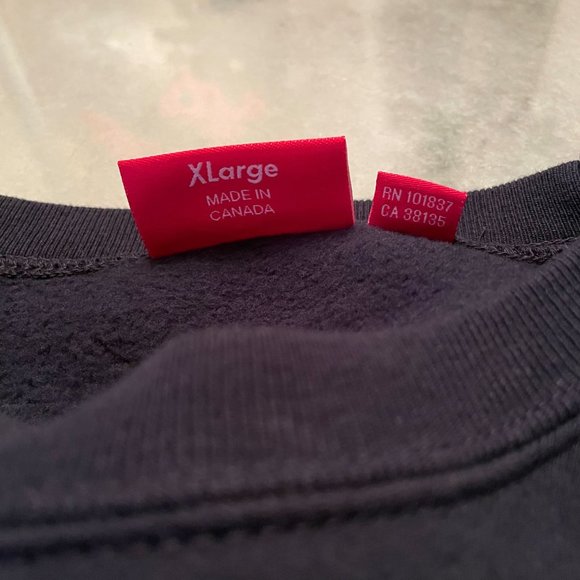 XLarge
MADE IN
CANADA
RN 101837
CA 38135